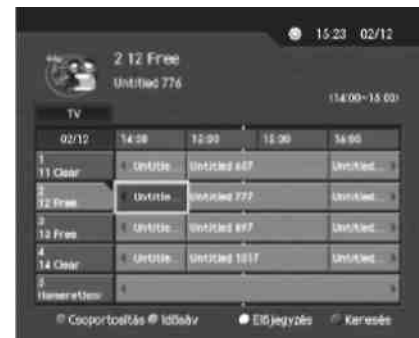 15:23 02/12
2 12 Free
Untitled 776
(14:00~15:00)
TV
02/12 14:30 15:00 15:30 16:00
1
11 Clear Untitle... Untitled 607 Untitled...
2
12 Free Untitle... Untitled 777 Untitled...
3
13 Free Untitle... Untitled 897 Untitled...
4
14 Clear Untitle... Untitled 1017 Untitled...
5
Csoportosítás Idősáv Előjegyzés Keresés